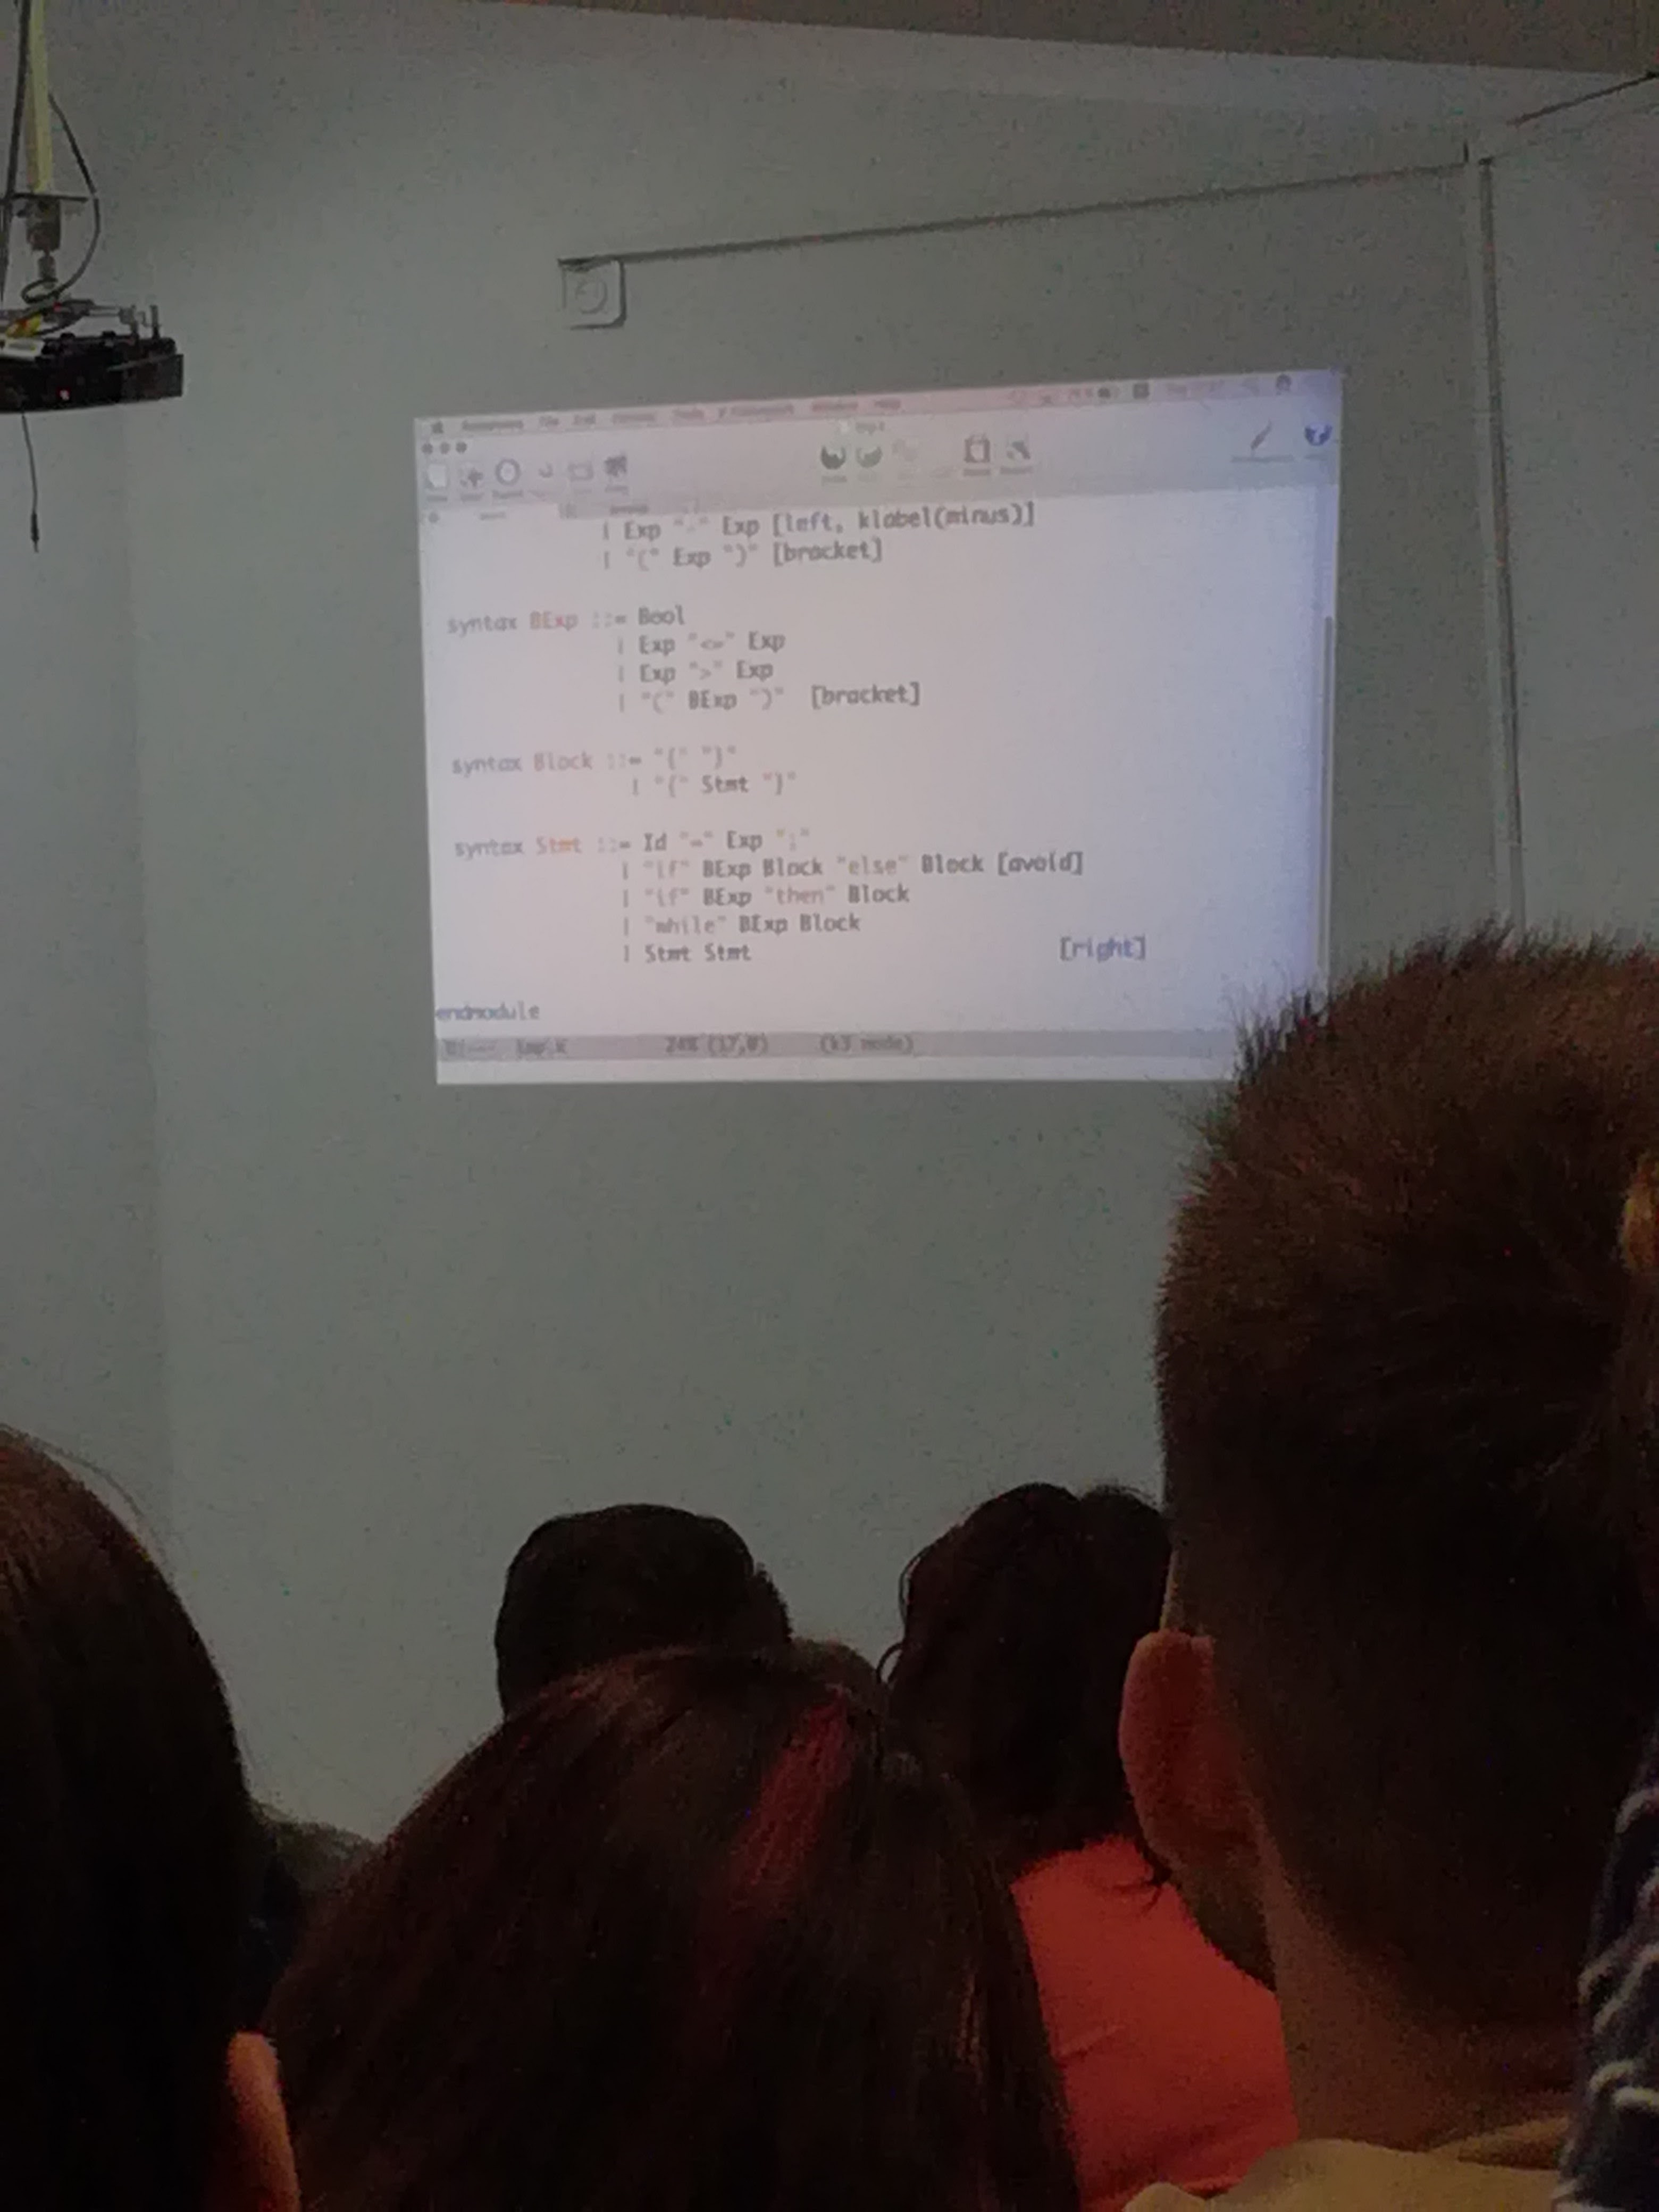 | Exp "-" Exp [left, klabel(minus)]
| "(" Exp ")" [bracket]
syntax BExp ::= Bool
| Exp "<=" Exp
| Exp ">" Exp
| "(" BExp ")" [bracket]
syntax Block ::= "{" "}"
| "{" Stmt "}"
syntax Stmt ::= Id "=" Exp ";"
| "if" BExp Block "else" Block [avoid]
| "if" BExp "then" Block
| "while" BExp Block
| Stmt Stmt [right]
endmodule
imp.k 24% (17,0) (k3 mode)